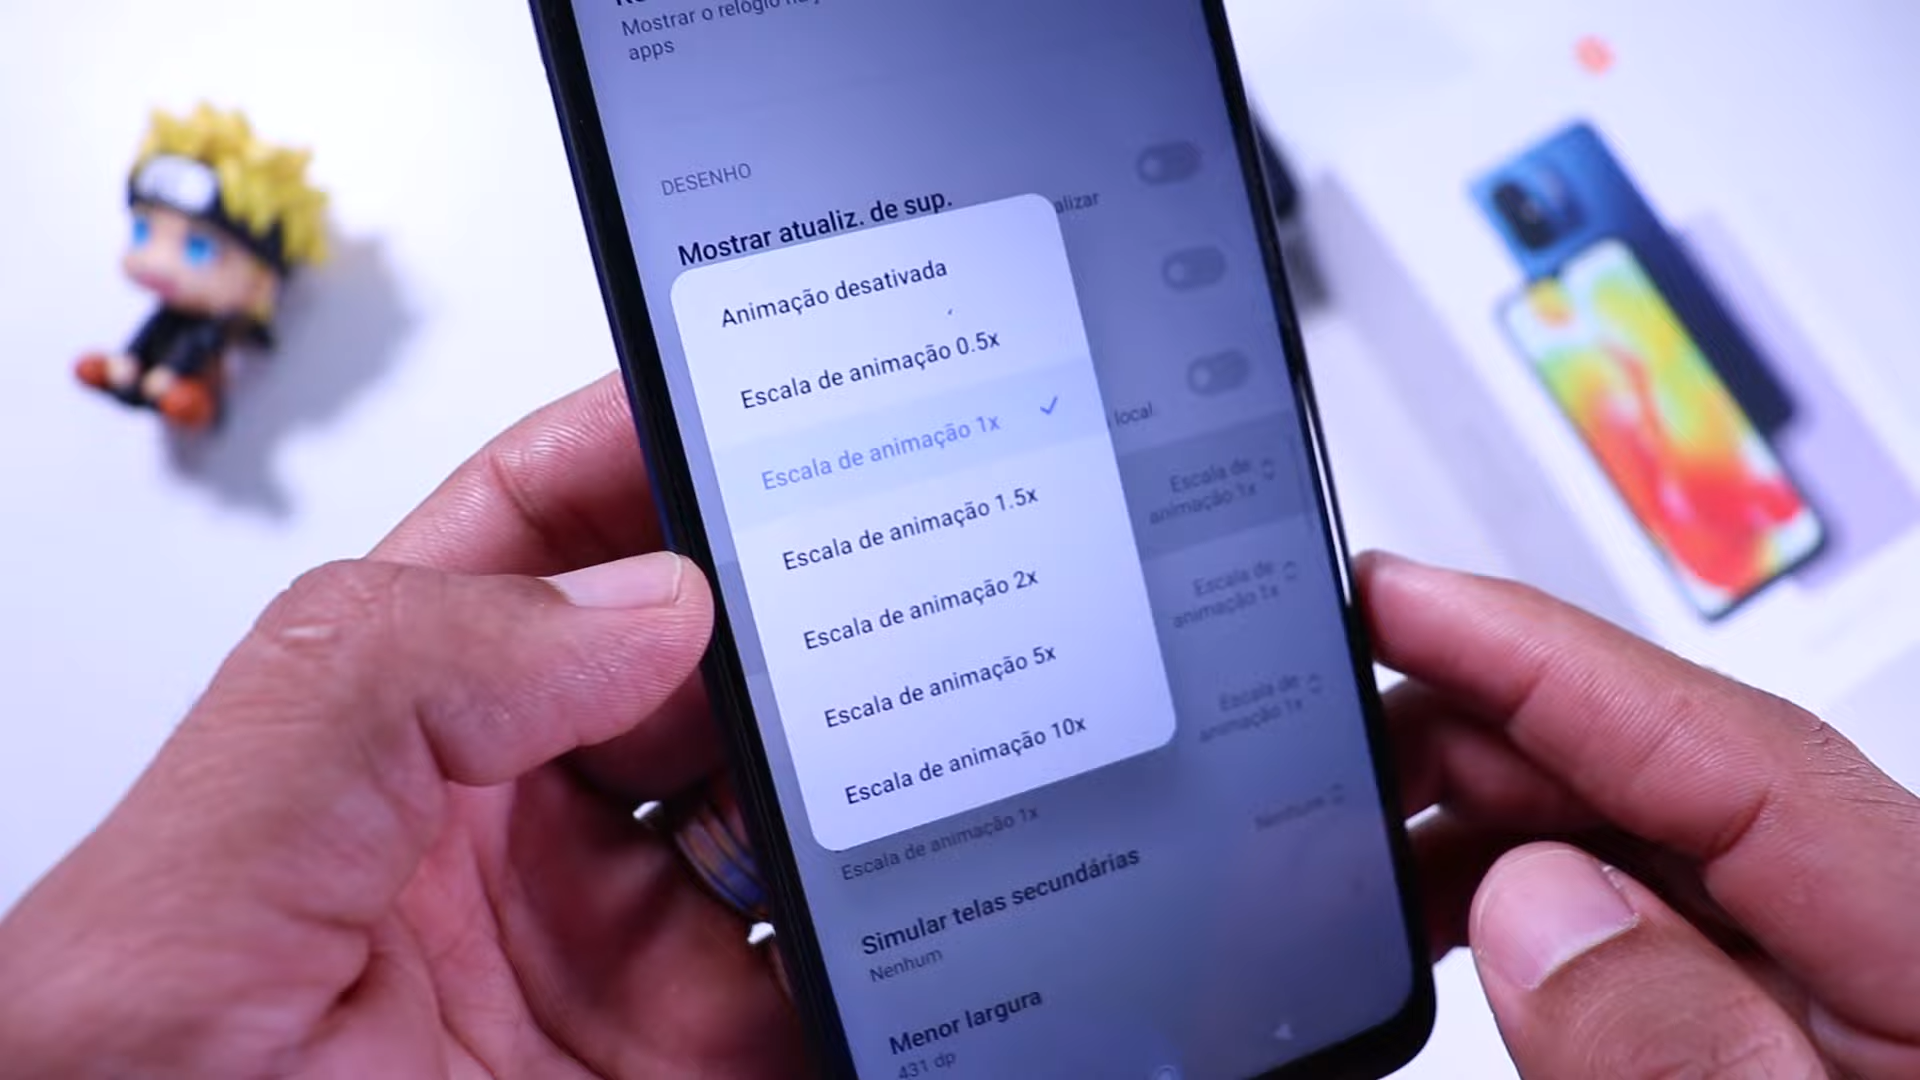 Mostrar o relógio na
apps
DESENHO
Mostrar atualiz. de sup.
alizar
Animação desativada
Escala de animação 0.5x
Escala de animação 1x
local
Escala de animação 1.5x
Escala de
animação 1x
Escala de animação 2x
Escala de
animação 1x
Escala de animação 5x
Escala de
animação 1x
Escala de animação 10x
Nenhum
Escala de animação 1x
Simular telas secundárias
Nenhum
Menor largura
431 dp